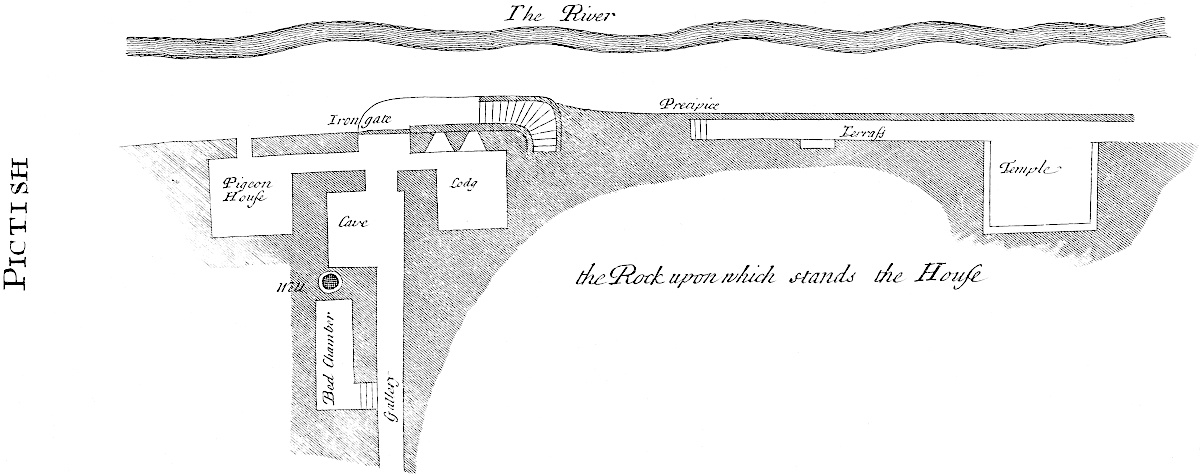 The River
Precipice
Iron gate
Terraſs
Pigeon
Houſe
Lodg
Temple
Cave
the Rock upon which stands the Houſe
Well
Bed Chamber
Gallery
PICTISH